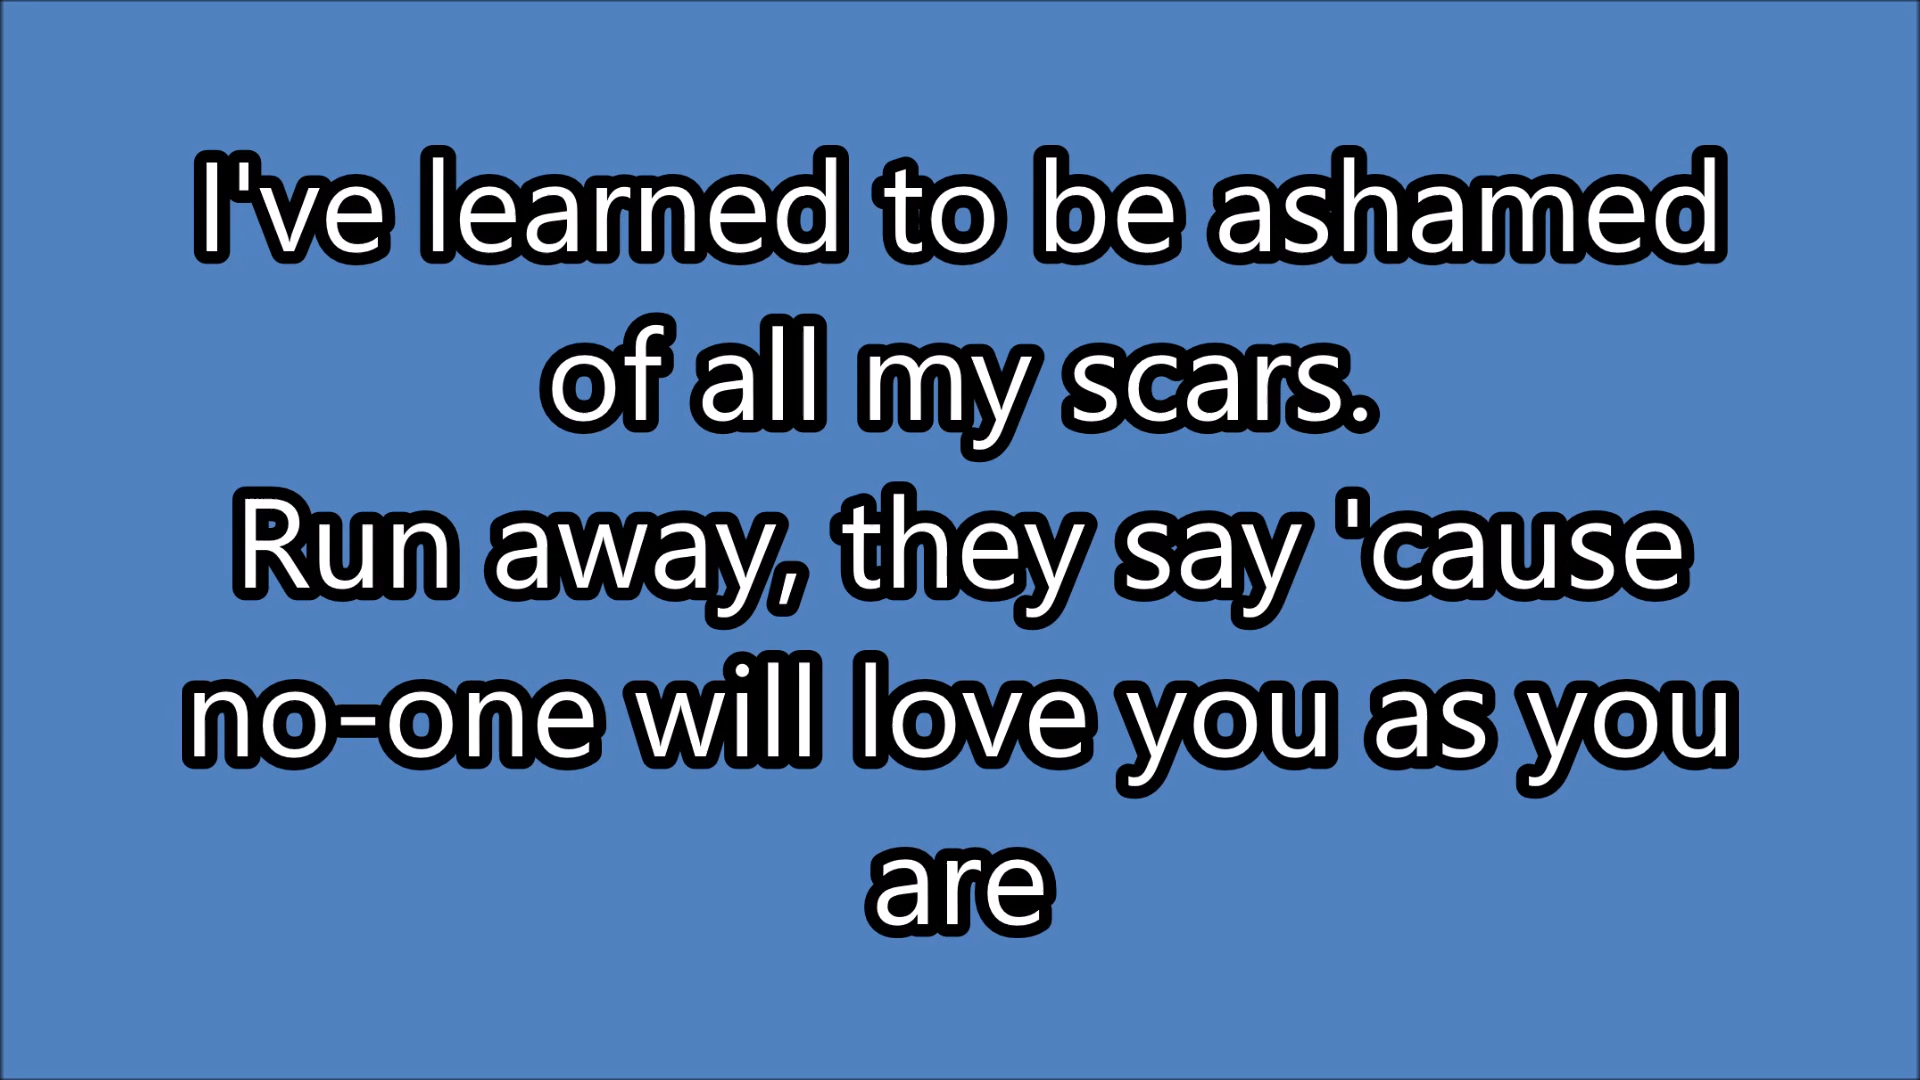 I've learned to be ashamed
of all my scars.
Run away, they say 'cause
no-one will love you as you
are